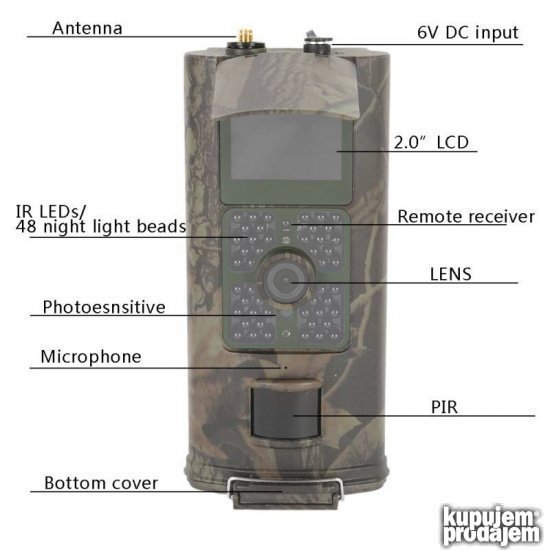 Antenna
6V DC input
2.0" LCD
IR LEDs/
48 night light beads
Remote receiver
LENS
Photoesnsitive
Microphone
PIR
Bottom cover
kupujem
prodajem